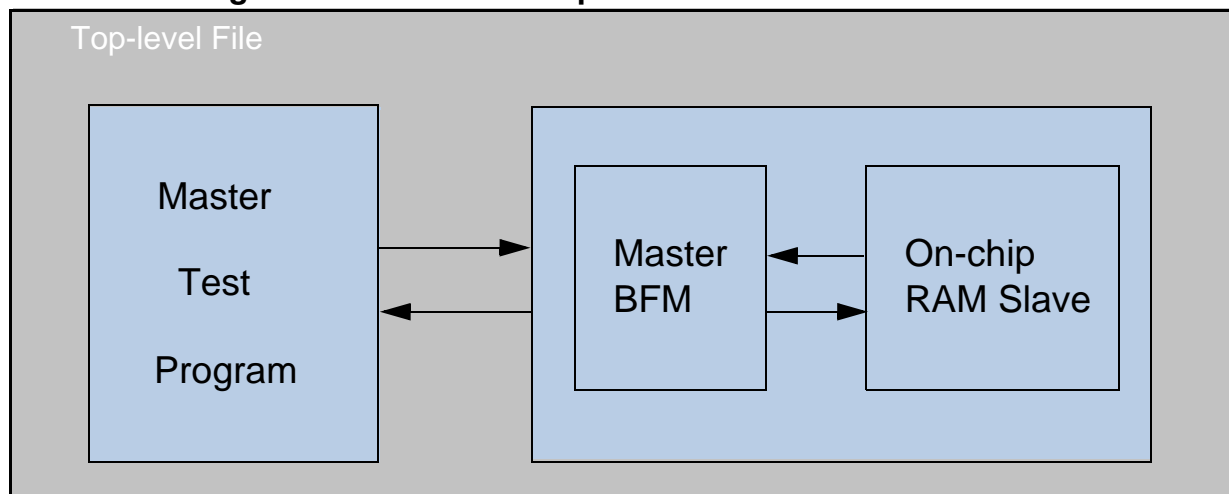 Top-level File
Master
Test
Program
Master
BFM
On-chip
RAM Slave